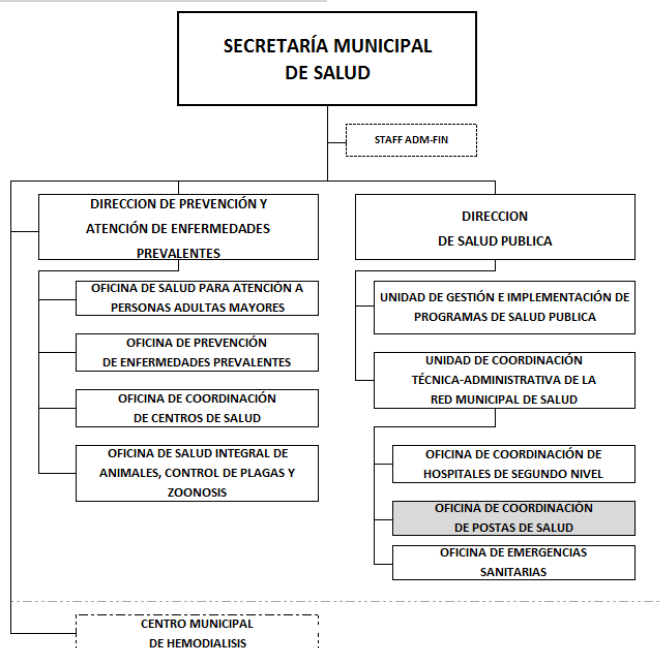 SECRETARÍA MUNICIPAL
DE SALUD
STAFF ADM-FIN
DIRECCION DE PREVENCIÓN Y
ATENCIÓN DE ENFERMEDADES
PREVALENTES
OFICINA DE SALUD PARA ATENCIÓN A
PERSONAS ADULTAS MAYORES
OFICINA DE PREVENCIÓN
DE ENFERMEDADES PREVALENTES
OFICINA DE COORDINACIÓN
DE CENTROS DE SALUD
OFICINA DE SALUD INTEGRAL DE
ANIMALES, CONTROL DE PLAGAS Y
ZOONOSIS
DIRECCION
DE SALUD PUBLICA
UNIDAD DE GESTIÓN E IMPLEMENTACIÓN DE
PROGRAMAS DE SALUD PUBLICA
UNIDAD DE COORDINACIÓN
TÉCNICA-ADMINISTRATIVA DE LA
RED MUNICIPAL DE SALUD
OFICINA DE COORDINACIÓN DE
HOSPITALES DE SEGUNDO NIVEL
OFICINA DE COORDINACIÓN
DE POSTAS DE SALUD
OFICINA DE EMERGENCIAS
SANITARIAS
CENTRO MUNICIPAL
DE HEMODIALISIS